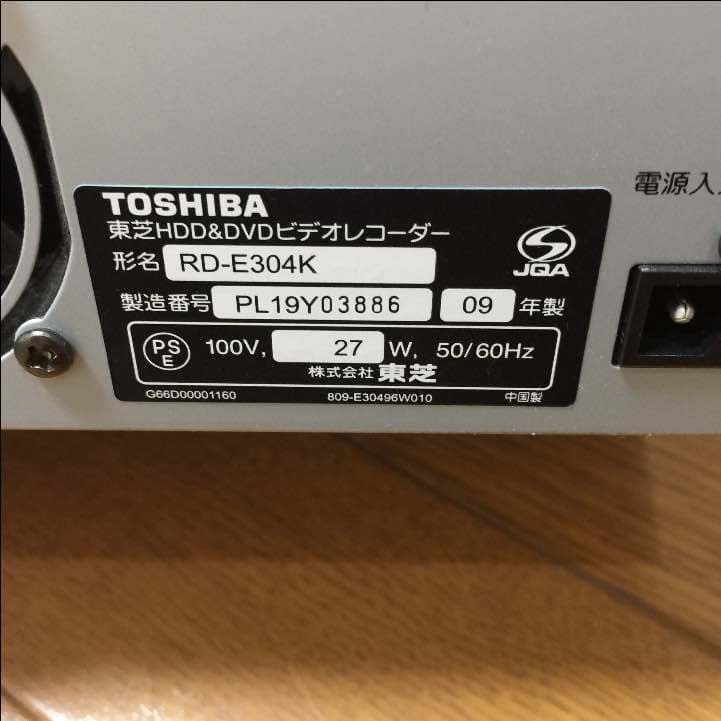 電源入
TOSHIBA
東芝HDD&DVDビデオレコーダー
形名 RD-E304K
JQA
製造番号 PL19Y03886 09 年製
PS
E
100V, 27 W, 50/60Hz
株式会社 東芝
G66D00001160 809-E30496W010 中国製